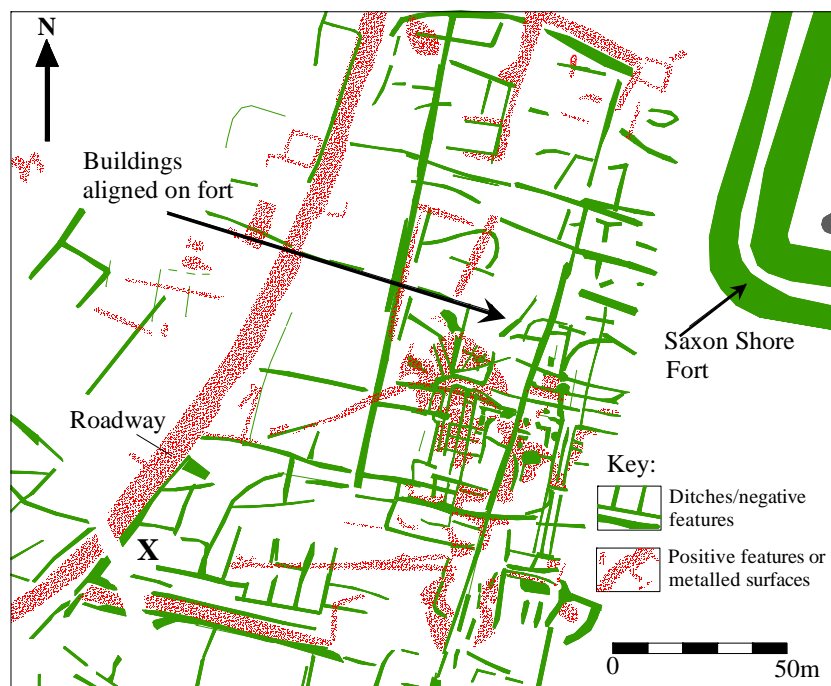 N
Buildings
aligned on fort
Saxon Shore
Fort
Roadway
X
Key:
Ditches/negative
features
Positive features or
metalled surfaces
0 50m